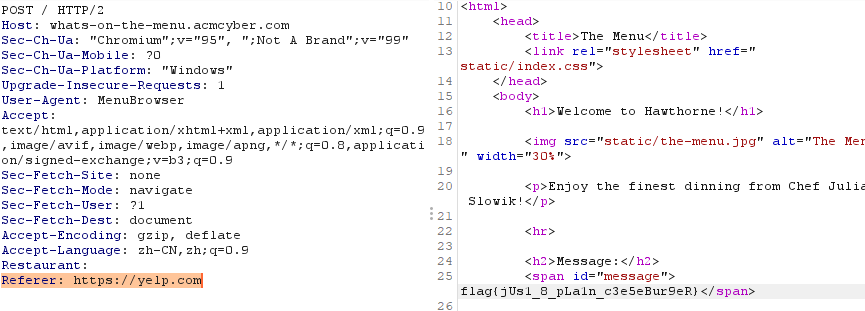 POST / HTTP/2
Host: whats-on-the-menu.acmcyber.com
Sec-Ch-Ua: "Chromium";v="95", ";Not A Brand";v="99"
Sec-Ch-Ua-Mobile: ?0
Sec-Ch-Ua-Platform: "Windows"
Upgrade-Insecure-Requests: 1
User-Agent: MenuBrowser
Accept:
text/html,application/xhtml+xml,application/xml;q=0.9
,image/avif,image/webp,image/apng,*/*;q=0.8,applicati
on/signed-exchange;v=b3;q=0.9
Sec-Fetch-Site: none
Sec-Fetch-Mode: navigate
Sec-Fetch-User: ?1
Sec-Fetch-Dest: document
Accept-Encoding: gzip, deflate
Accept-Language: zh-CN,zh;q=0.9
Restaurant:
Referer: https://yelp.com
10 <html>
11 <head>
12 <title>The Menu</title>
13 <link rel="stylesheet" href="
static/index.css">
14 </head>
15 <body>
16 <h1>Welcome to Hawthorne!</h1>
17
18 <img src="static/the-menu.jpg" alt="The Men
" width="30%">
19
20 <p>Enjoy the finest dinning from Chef Julia
Slowik!</p>
21
22 <hr>
23
24 <h2>Message:</h2>
25 <span id="message">
flag{jUs1_8_pLa1n_c3e5eBur9eR}</span>
26